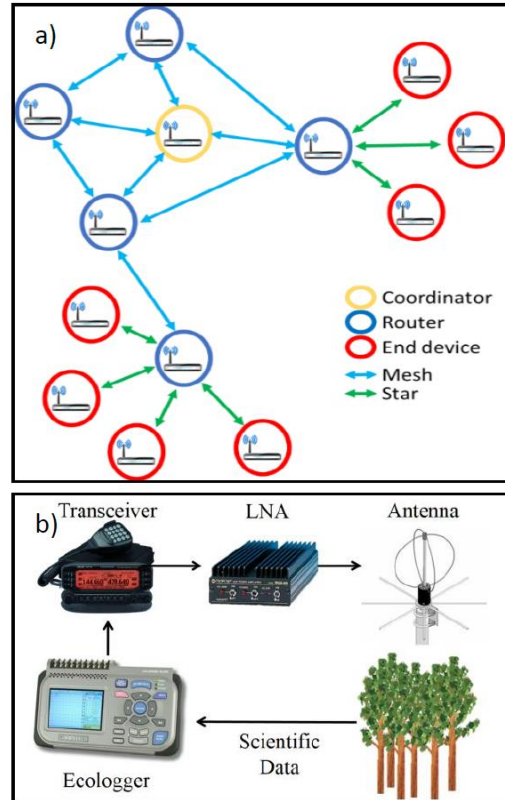 a)
Coordinator
Router
End device
Mesh
Star
b)
Transceiver
LNA
Antenna
Scientific
Data
Ecologger